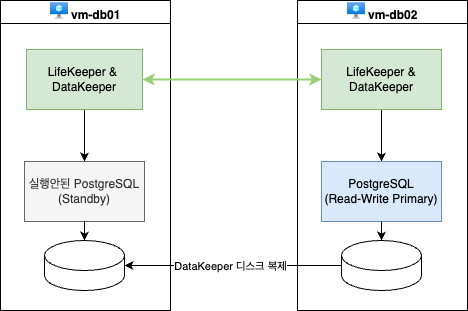 vm-db01
vm-db02
LifeKeeper &
DataKeeper
LifeKeeper &
DataKeeper
실행안된 PostgreSQL
(Standby)
PostgreSQL
(Read-Write Primary)
DataKeeper 디스크 복제